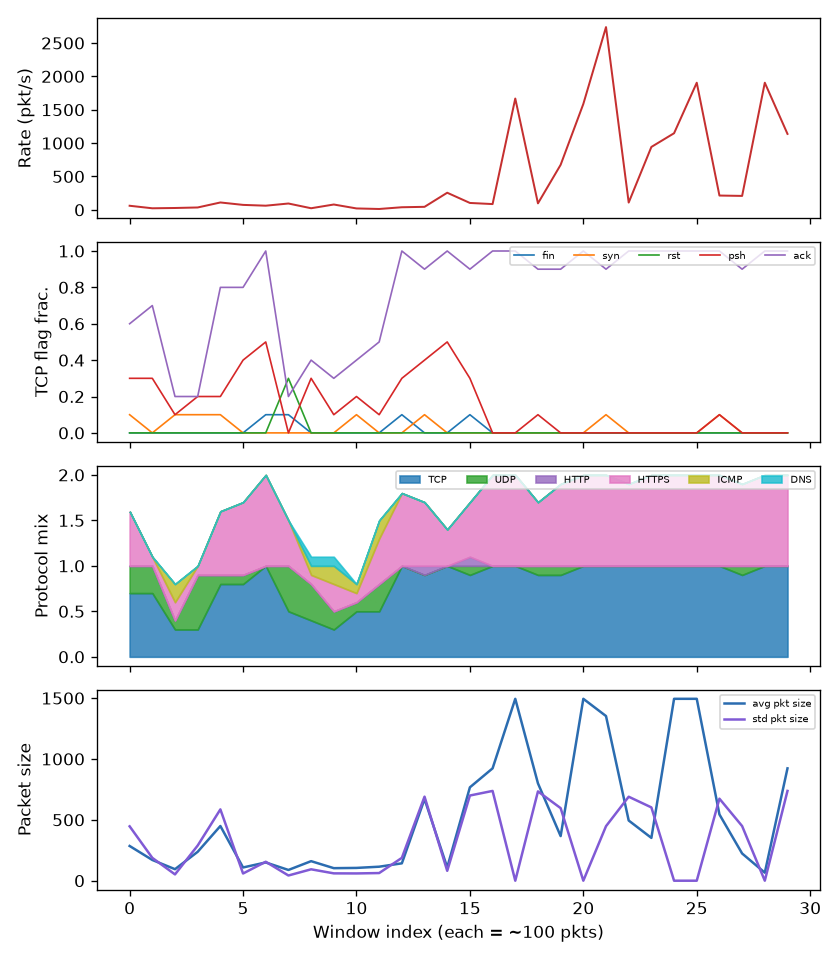 Rate (pkt/s)
2500
2000
1500
1000
500
0
TCP flag frac.
1.0
0.8
0.6
0.4
0.2
0.0
fin syn rst psh ack
Protocol mix
2.0
1.5
1.0
0.5
0.0
TCP UDP HTTP HTTPS ICMP DNS
Packet size
1500
1000
500
0
avg pkt size
std pkt size
0 5 10 15 20 25 30
Window index (each = ~100 pkts)